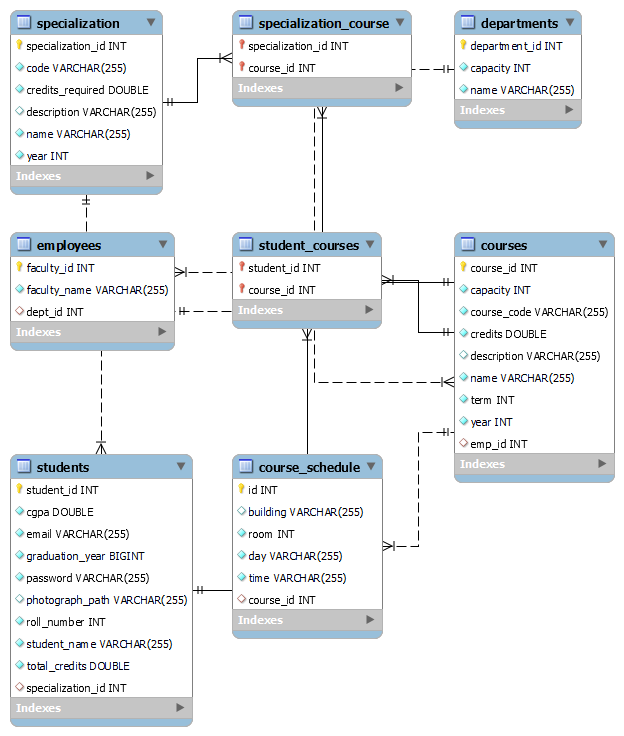 specialization
specialization_id INT
code VARCHAR(255)
credits_required DOUBLE
description VARCHAR(255)
name VARCHAR(255)
year INT
Indexes
specialization_course
specialization_id INT
course_id INT
Indexes
departments
department_id INT
capacity INT
name VARCHAR(255)
Indexes
employees
faculty_id INT
faculty_name VARCHAR(255)
dept_id INT
Indexes
student_courses
student_id INT
course_id INT
Indexes
courses
course_id INT
capacity INT
course_code VARCHAR(255)
credits DOUBLE
description VARCHAR(255)
name VARCHAR(255)
term INT
year INT
emp_id INT
Indexes
students
student_id INT
cgpa DOUBLE
email VARCHAR(255)
graduation_year BIGINT
password VARCHAR(255)
photograph_path VARCHAR(255)
roll_number INT
student_name VARCHAR(255)
total_credits DOUBLE
specialization_id INT
Indexes
course_schedule
id INT
building VARCHAR(255)
room INT
day VARCHAR(255)
time VARCHAR(255)
course_id INT
Indexes